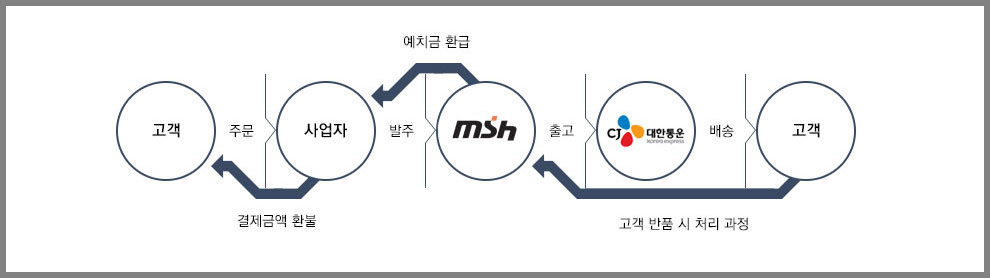 예치금 환급
고객
주문
사업자
발주
msh
출고
CJ 대한통운
korea express
배송
고객
결제금액 환불
고객 반품 시 처리 과정